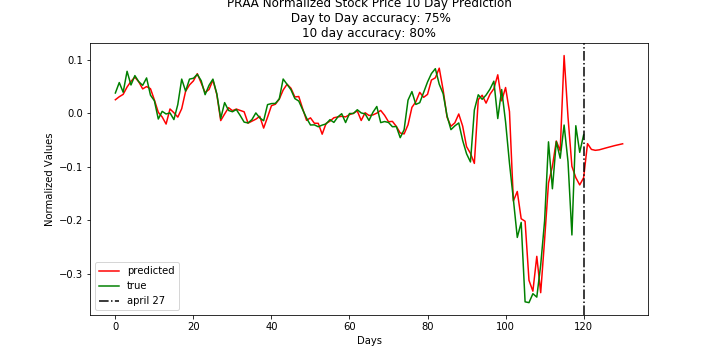 PRAA Normalized Stock Price 10 Day Prediction
Day to Day accuracy: 75%
10 day accuracy: 80%
0.1
0.0
−0.1
−0.2
−0.3
Normalized Values
predicted
true
april 27
0 20 40 60 80 100 120
Days